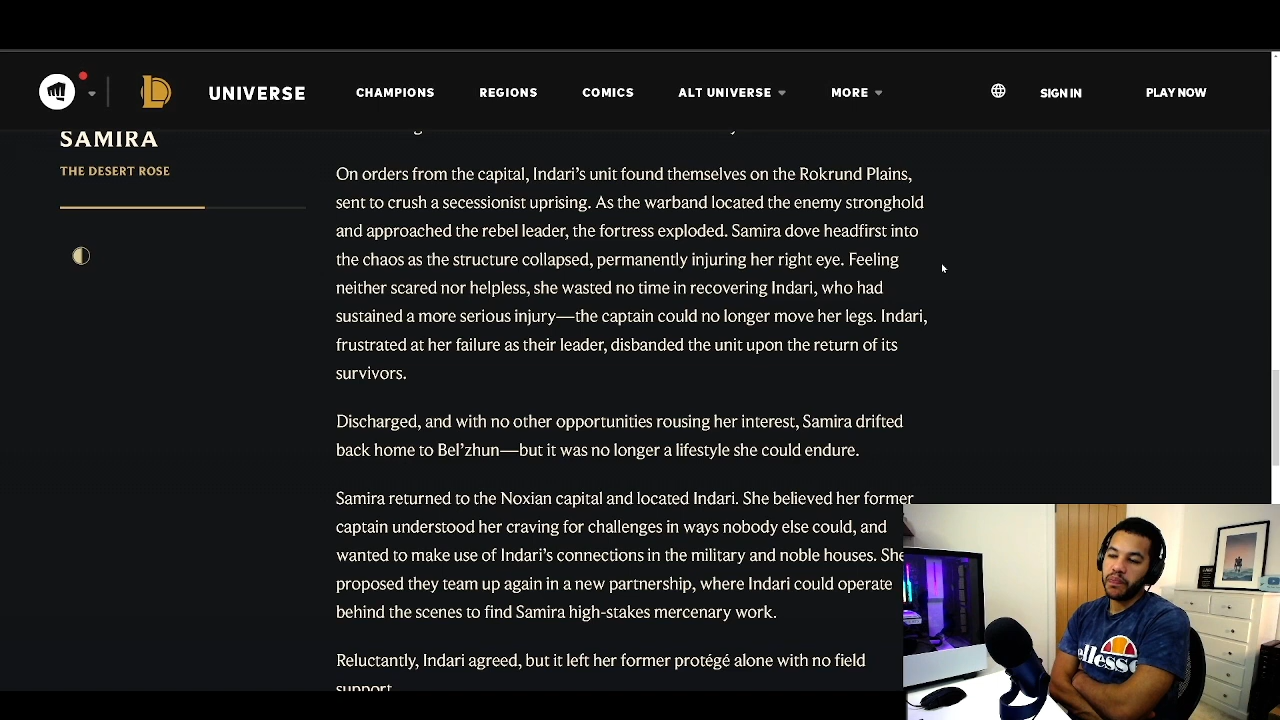 UNIVERSE
CHAMPIONS
REGIONS
COMICS
ALT UNIVERSE
MORE
SIGN IN
PLAY NOW
SAMIRA
THE DESERT ROSE
On orders from the capital, Indari’s unit found themselves on the Rokrund Plains,
sent to crush a secessionist uprising. As the warband located the enemy stronghold
and approached the rebel leader, the fortress exploded. Samira dove headfirst into
the chaos as the structure collapsed, permanently injuring her right eye. Feeling
neither scared nor helpless, she wasted no time in recovering Indari, who had
sustained a more serious injury—the captain could no longer move her legs. Indari,
frustrated at her failure as their leader, disbanded the unit upon the return of its
survivors.
Discharged, and with no other opportunities rousing her interest, Samira drifted
back home to Bel’zhun—but it was no longer a lifestyle she could endure.
Samira returned to the Noxian capital and located Indari. She believed her former
captain understood her craving for challenges in ways nobody else could, and
wanted to make use of Indari’s connections in the military and noble houses. She
proposed they team up again in a new partnership, where Indari could operate
behind the scenes to find Samira high-stakes mercenary work.
Reluctantly, Indari agreed, but it left her former protégé alone with no field
support.
ellesse